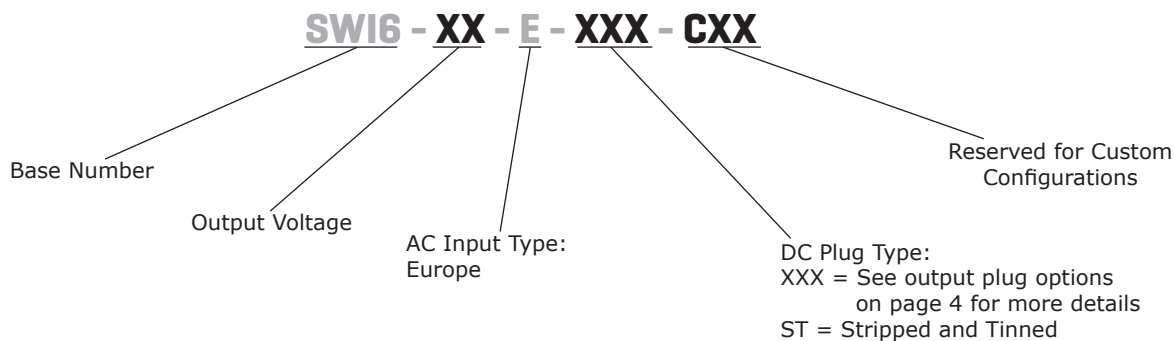 SWI6 - XX - E - XXX - CXX
Base Number
Output Voltage
AC Input Type:
Europe
DC Plug Type:
XXX = See output plug options
on page 4 for more details
ST = Stripped and Tinned
Reserved for Custom
Configurations